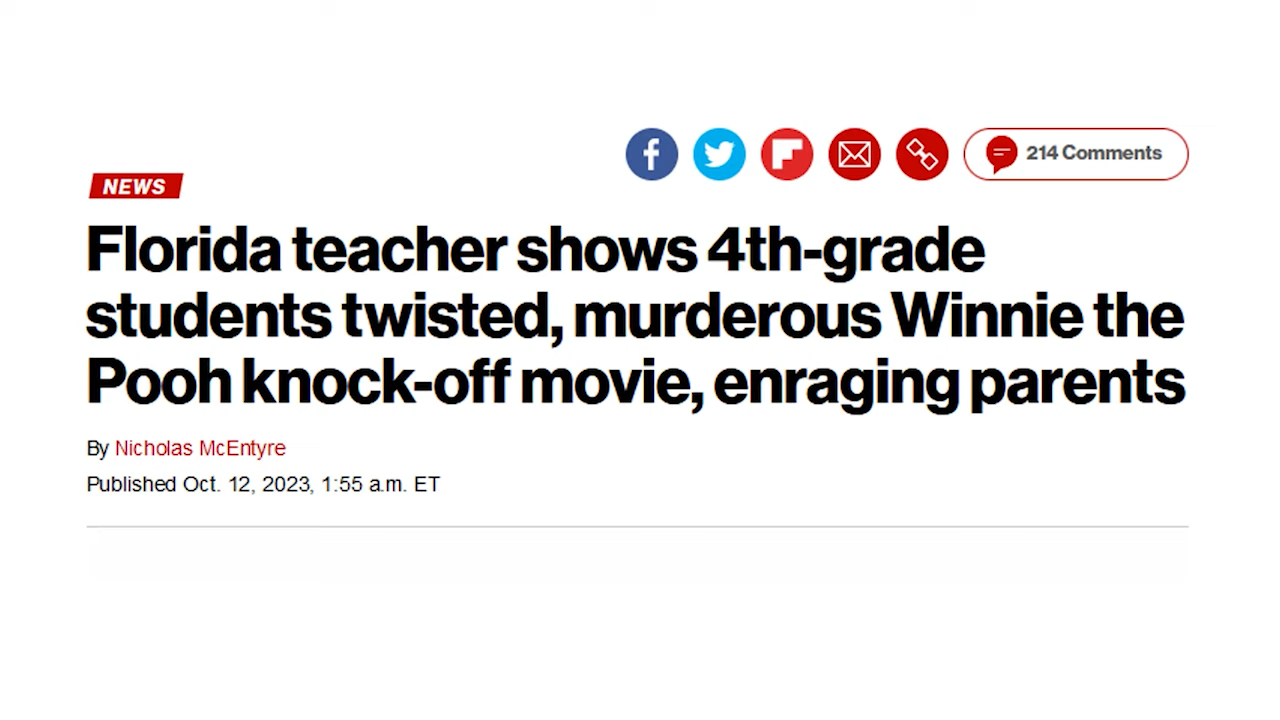 214 Comments
NEWS
Florida teacher shows 4th-grade
students twisted, murderous Winnie the
Pooh knock-off movie, enraging parents
By Nicholas McEntyre
Published Oct. 12, 2023, 1:55 a.m. ET